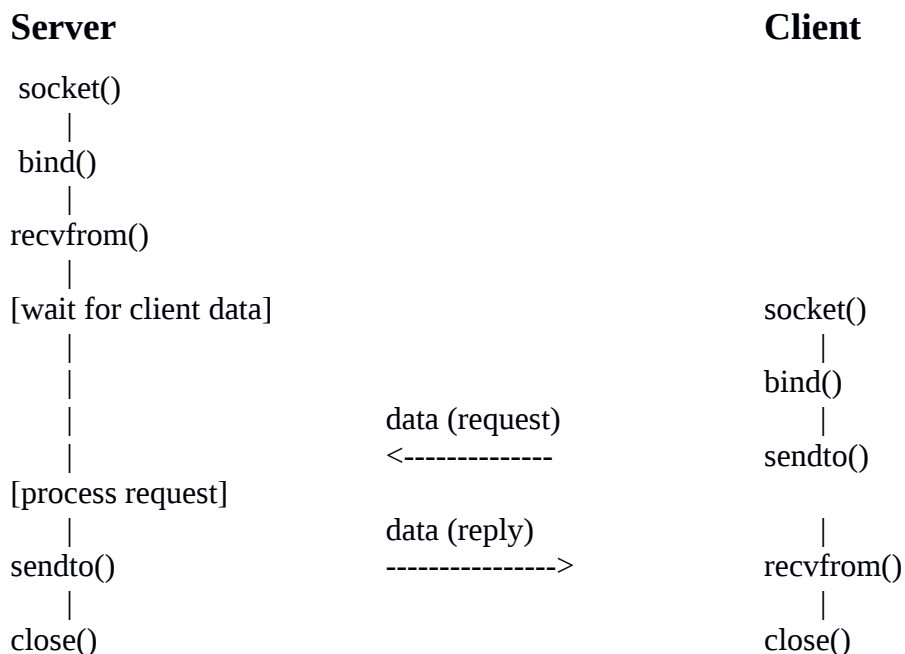 Server Client
socket()
|
bind()
|
recvfrom()
|
[wait for client data] socket()
| |
| bind()
| data (request) |
| <-------------- sendto()
[process request]
| data (reply) |
sendto() ----------------> recvfrom()
| |
close() close()